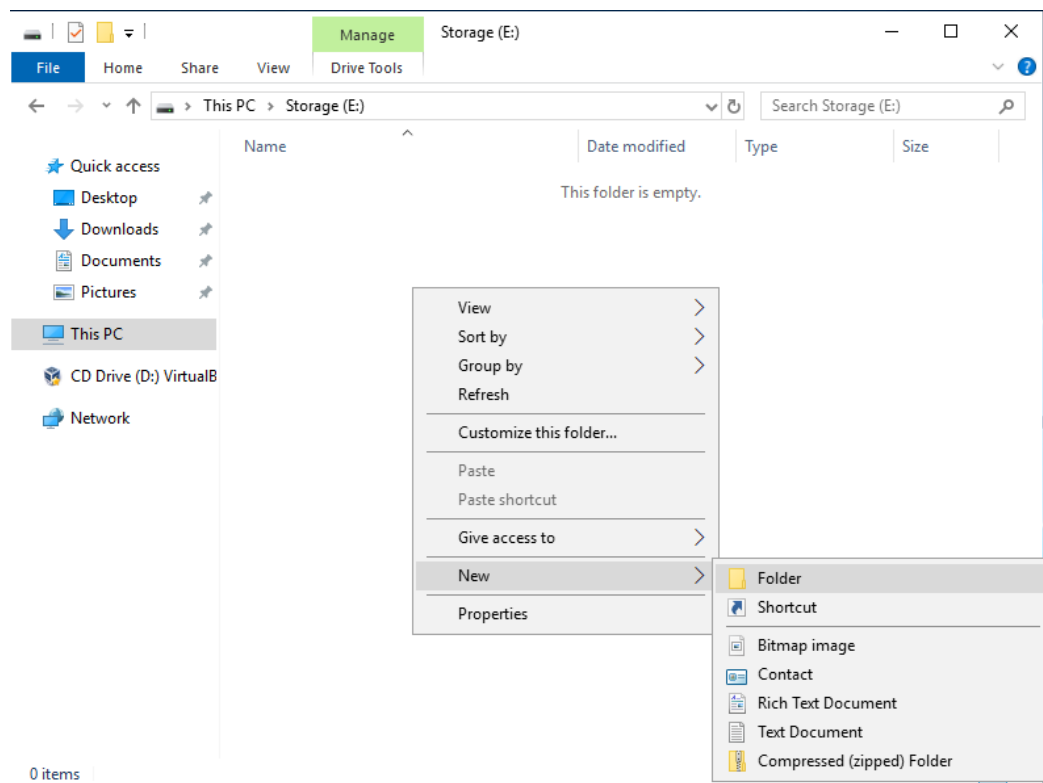 Manage Storage (E:)
File Home Share View Drive Tools
This PC Storage (E:) Search Storage (E:)
Name Date modified Type Size
This folder is empty.
Quick access
Desktop
Downloads
Documents
Pictures
This PC
CD Drive (D:) VirtualB
Network
View
Sort by
Group by
Refresh
Customize this folder...
Paste
Paste shortcut
Give access to
New
Properties
Folder
Shortcut
Bitmap image
Contact
Rich Text Document
Text Document
Compressed (zipped) Folder
0 items